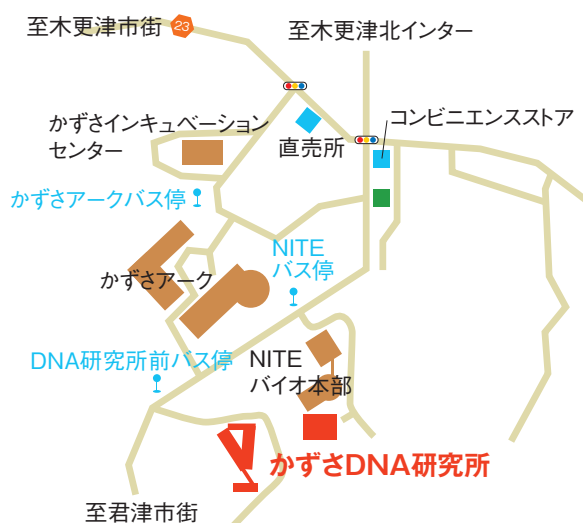 至木更津市街
23
至木更津北インター
かずさインキュベーション
センター
直売所
コンビニエンスストア
かずさアークバス停
かずさアーク
NITE
バス停
DNA研究所前バス停
NITE
バイオ本部
かずさDNA研究所
至君津市街